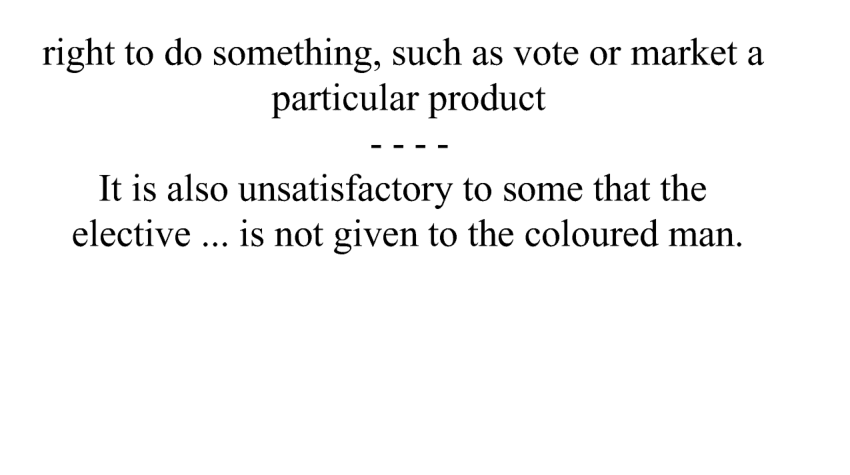 right to do something, such as vote or market a
particular product
- - - -
It is also unsatisfactory to some that the
elective ... is not given to the coloured man.